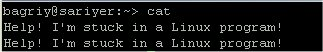 bagriy@sariyer:~> cat
Help! I'm stuck in a Linux program!
Help! I'm stuck in a Linux program!